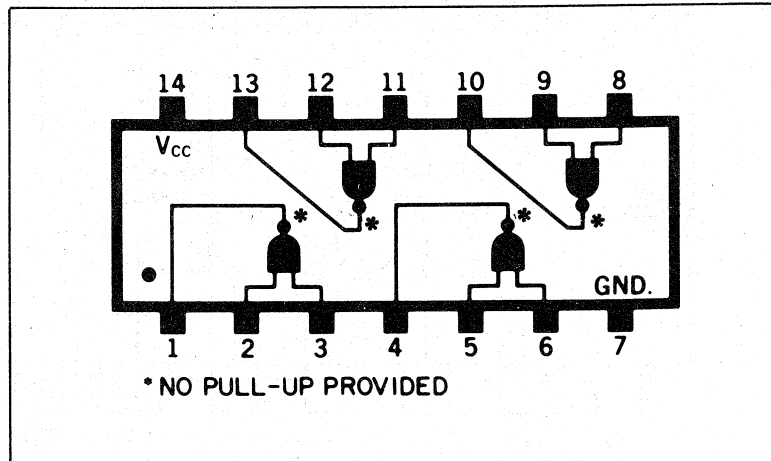 14 13 12 11 10 9 8
Vcc
* *
* *
GND.
1 2 3 4 5 6 7
* NO PULL-UP PROVIDED